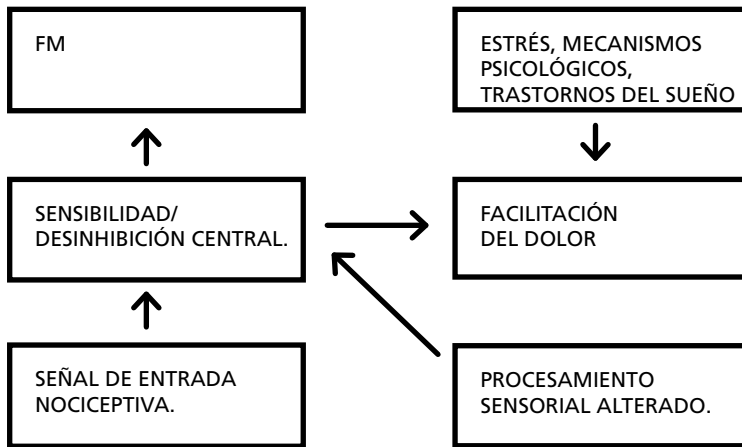 FM
ESTRÉS, MECANISMOS
PSICOLÓGICOS,
TRASTORNOS DEL SUEÑO
SENSIBILIDAD/
DESINHIBICIÓN CENTRAL.
FACILITACIÓN
DEL DOLOR
SEÑAL DE ENTRADA
NOCICEPTIVA.
PROCESAMIENTO
SENSORIAL ALTERADO.